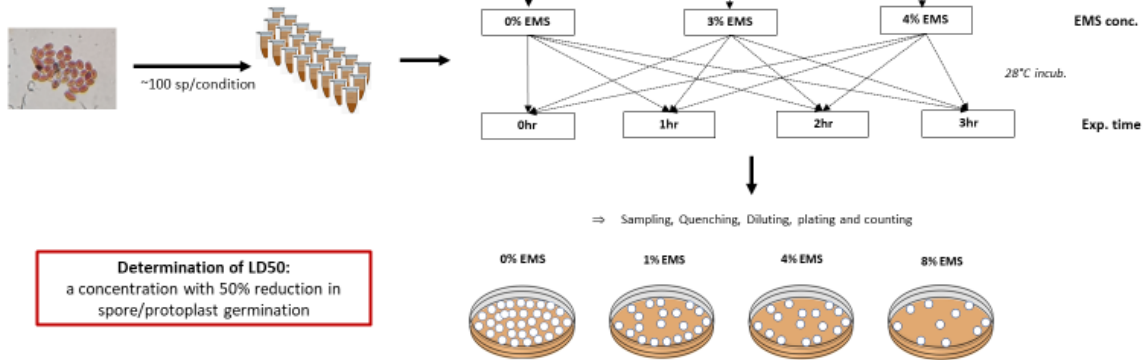 0% EMS
3% EMS
4% EMS
EMS conc.
~100 sp/condition
28°C incub.
0hr
1hr
2hr
3hr
Exp. time
⇒ Sampling, Quenching, Diluting, plating and counting
Determination of LD50:
a concentration with 50% reduction in
spore/protoplast germination
0% EMS
1% EMS
4% EMS
8% EMS